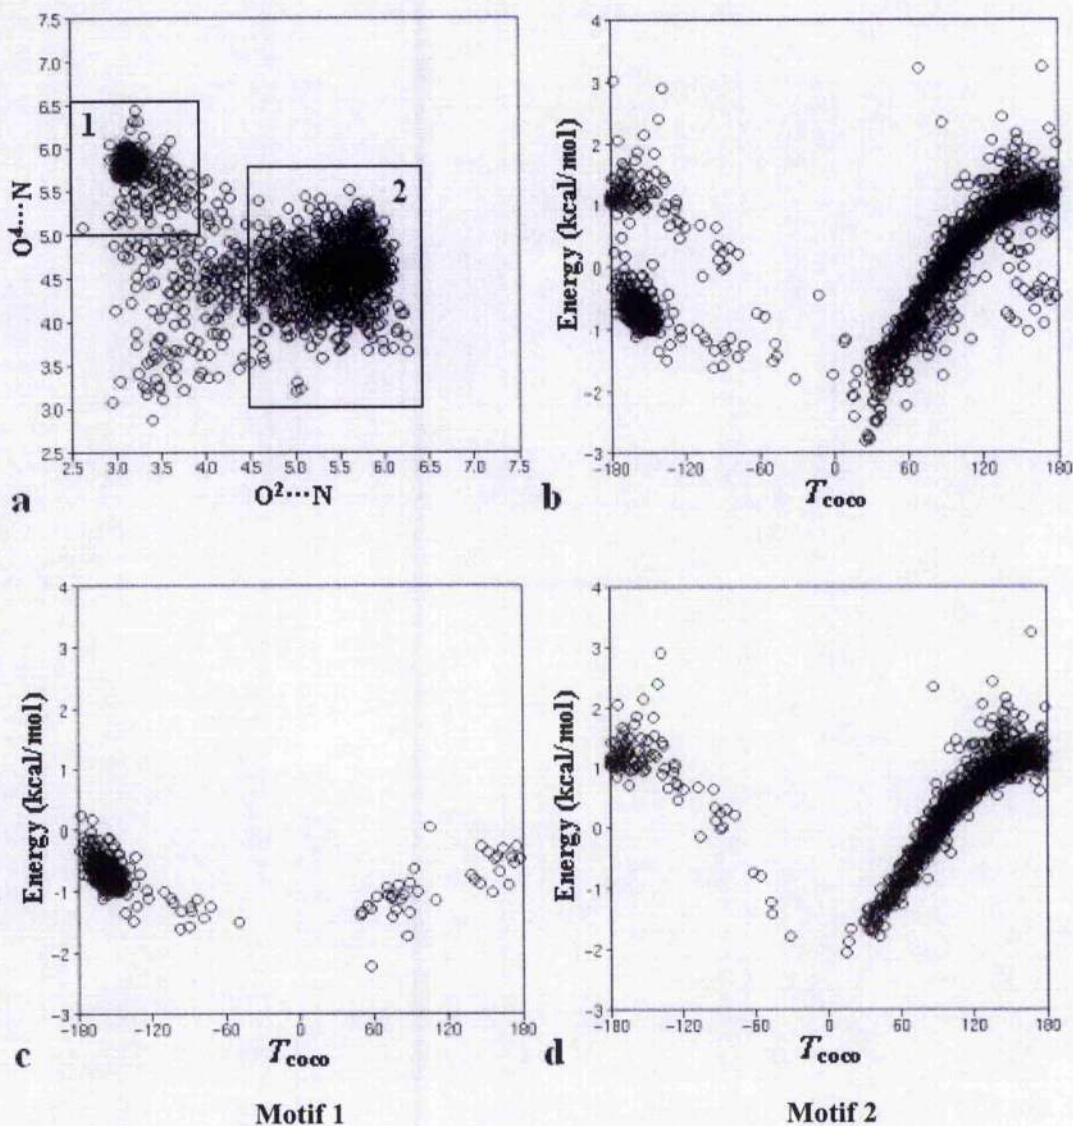 7.5
7.0
6.5
6.0
5.5
5.0
4.5
4.0
3.5
3.0
2.5
O⁴···N
1
2
2.5 3.0 3.5 4.0 4.5 5.0 5.5 6.0 6.5 7.0 7.5
O²···N
a
4
3
2
1
0
−1
−2
−3
Energy (kcal/mol)
−180 −120 −60 0 60 120 180
T_coco
b
4
3
2
1
0
−1
−2
−3
Energy (kcal/mol)
−180 −120 −60 0 60 120 180
T_coco
c
Motif 1
4
3
2
1
0
−1
−2
−3
Energy (kcal/mol)
−180 −120 −60 0 60 120 180
T_coco
d
Motif 2